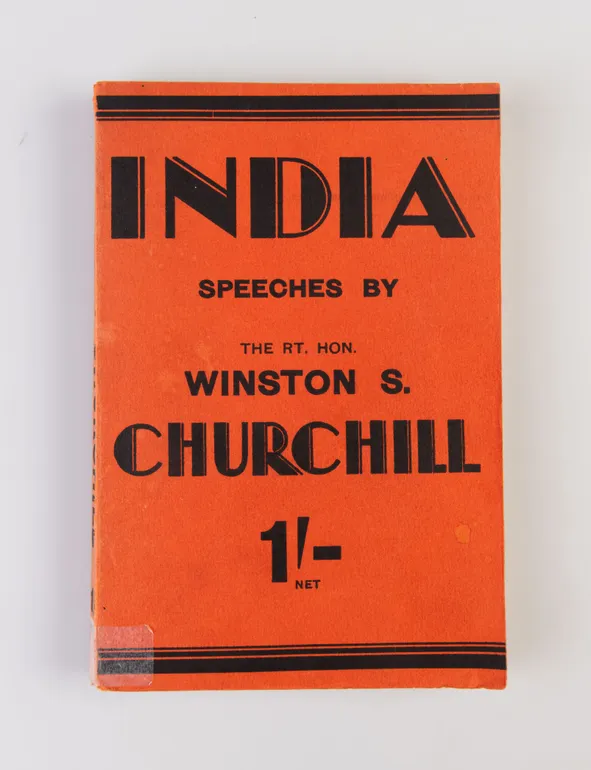 INDIA
SPEECHES BY
THE RT. HON.
WINSTON S.
CHURCHILL
1/-
NET